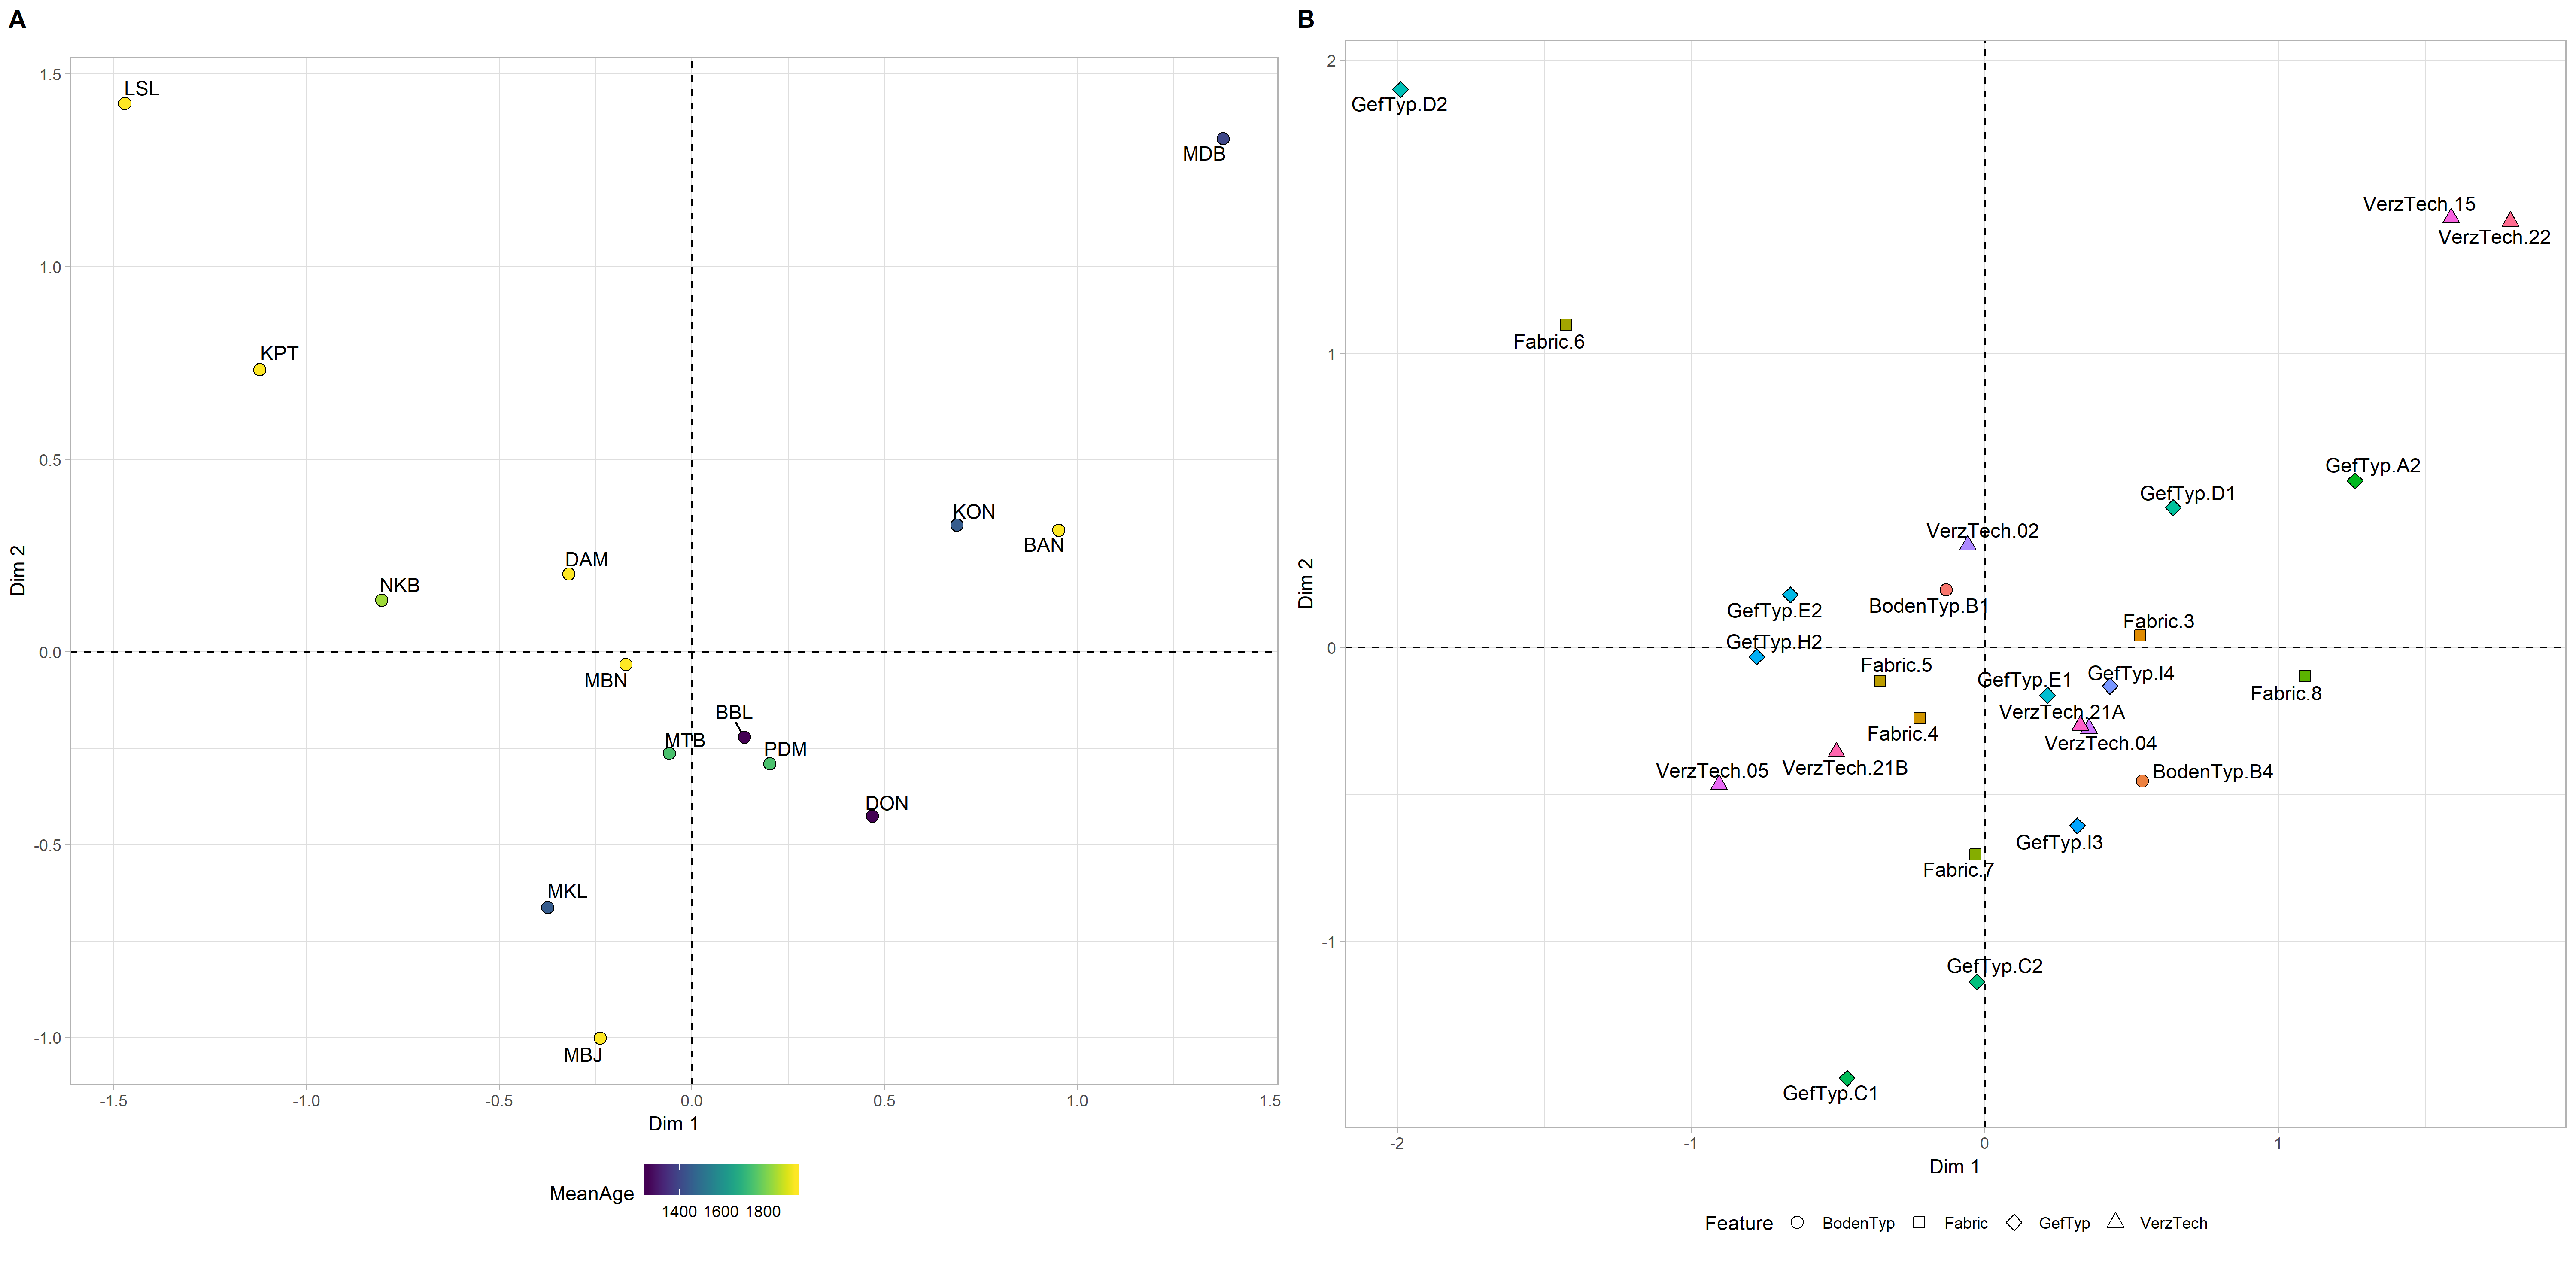 A
1.5
1.0
0.5
0.0
-0.5
-1.0
Dim 2
LSL
MDB
KPT
KON
BAN
DAM
NKB
MBN
BBL
MTB
PDM
DON
MKL
MBJ
-1.5 -1.0 -0.5 0.0 0.5 1.0 1.5
Dim 1
MeanAge
1400 1600 1800
B
2
1
0
-1
Dim 2
GefTyp.D2
VerzTech.15
VerzTech.22
Fabric.6
GefTyp.A2
GefTyp.D1
VerzTech.02
BodenTyp.B1
GefTyp.E2
Fabric.3
GefTyp.H2
Fabric.5
GefTyp.I4
GefTyp.E1
Fabric.8
VerzTech.21A
Fabric.4
VerzTech.04
VerzTech.21B
VerzTech.05
BodenTyp.B4
GefTyp.I3
Fabric.7
GefTyp.C2
GefTyp.C1
-2 -1 0 1
Dim 1
Feature BodenTyp Fabric GefTyp VerzTech